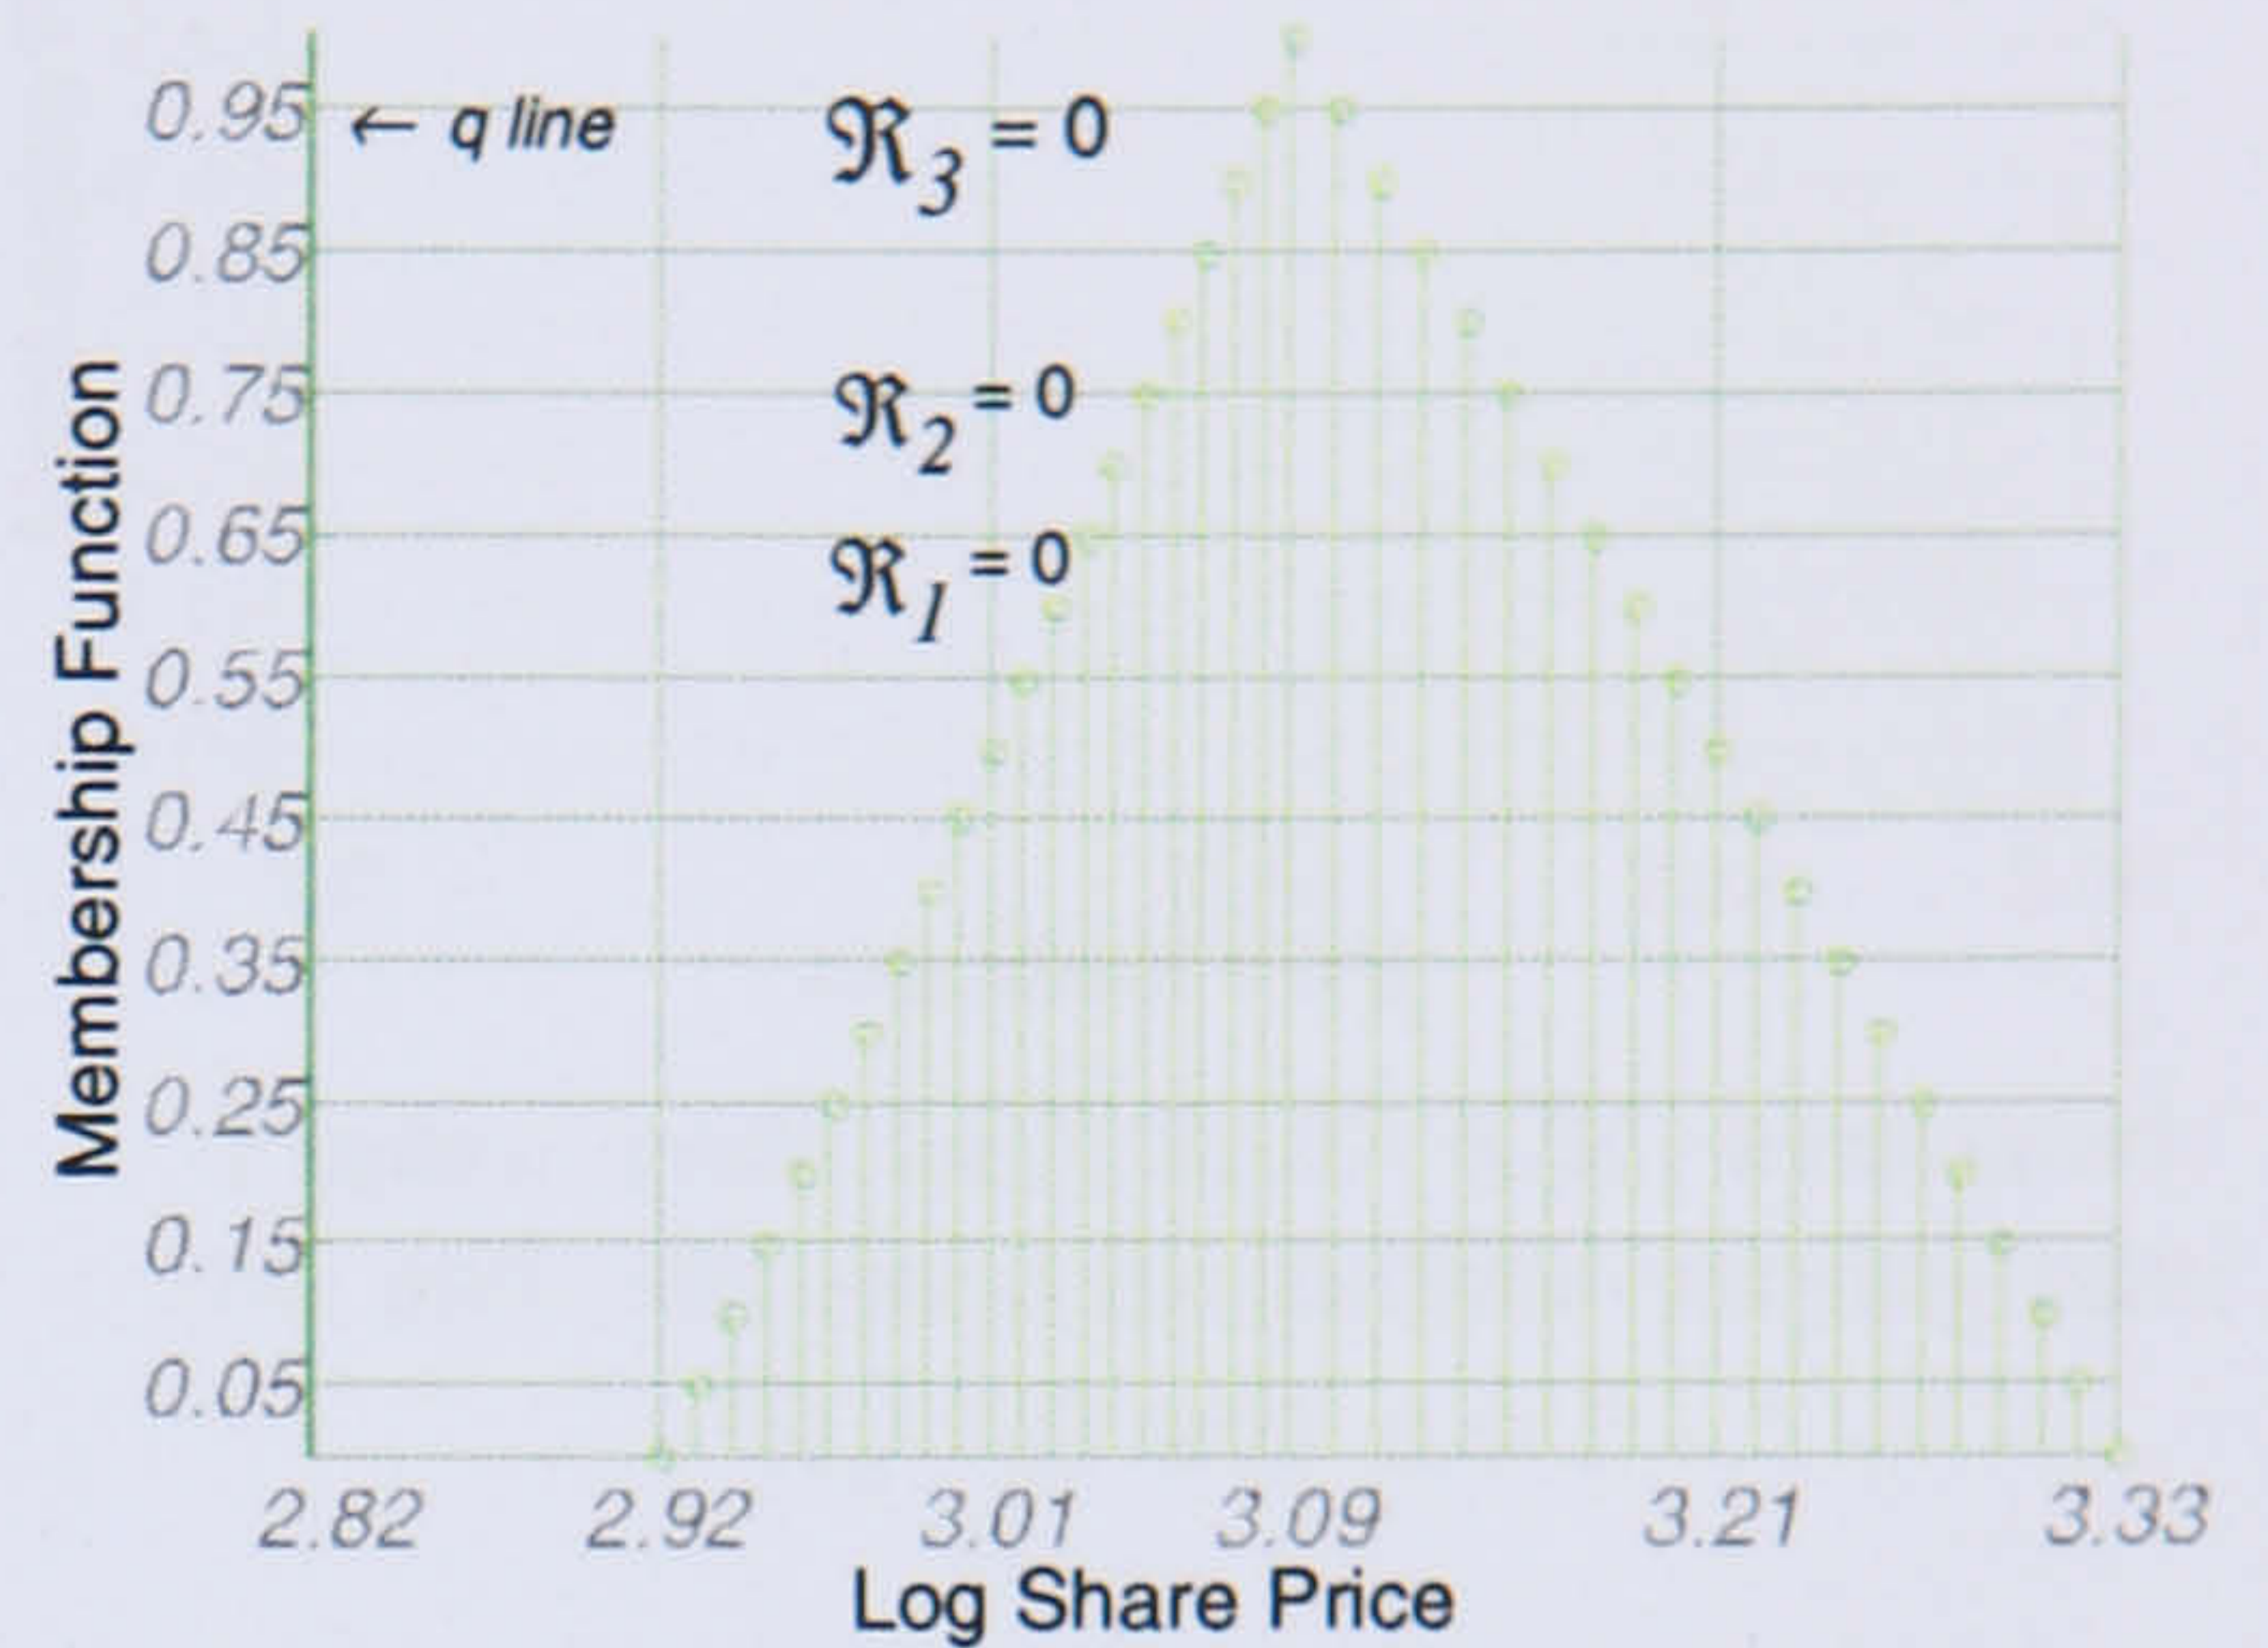 0.95
← q line
ℜ3 = 0
0.85
0.75
ℜ2 = 0
0.65
ℜ1 = 0
0.55
0.45
0.35
0.25
0.15
0.05
Membership Function
2.82 2.92 3.01 3.09 3.21 3.33
Log Share Price